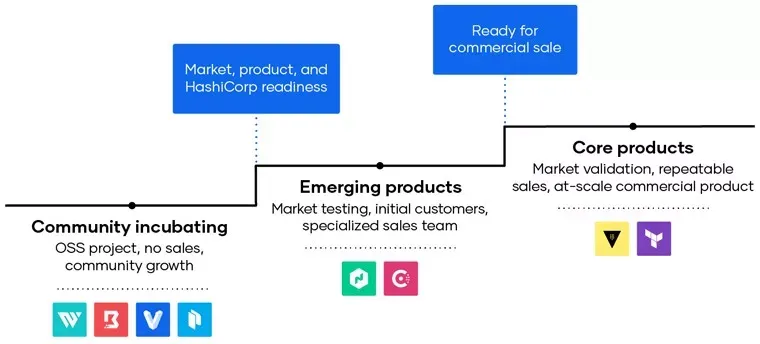 Ready for
commercial sale
Market, product, and
HashiCorp readiness
Core products
Market validation, repeatable
sales, at-scale commercial product
Emerging products
Market testing, initial customers,
specialized sales team
Community incubating
OSS project, no sales,
community growth